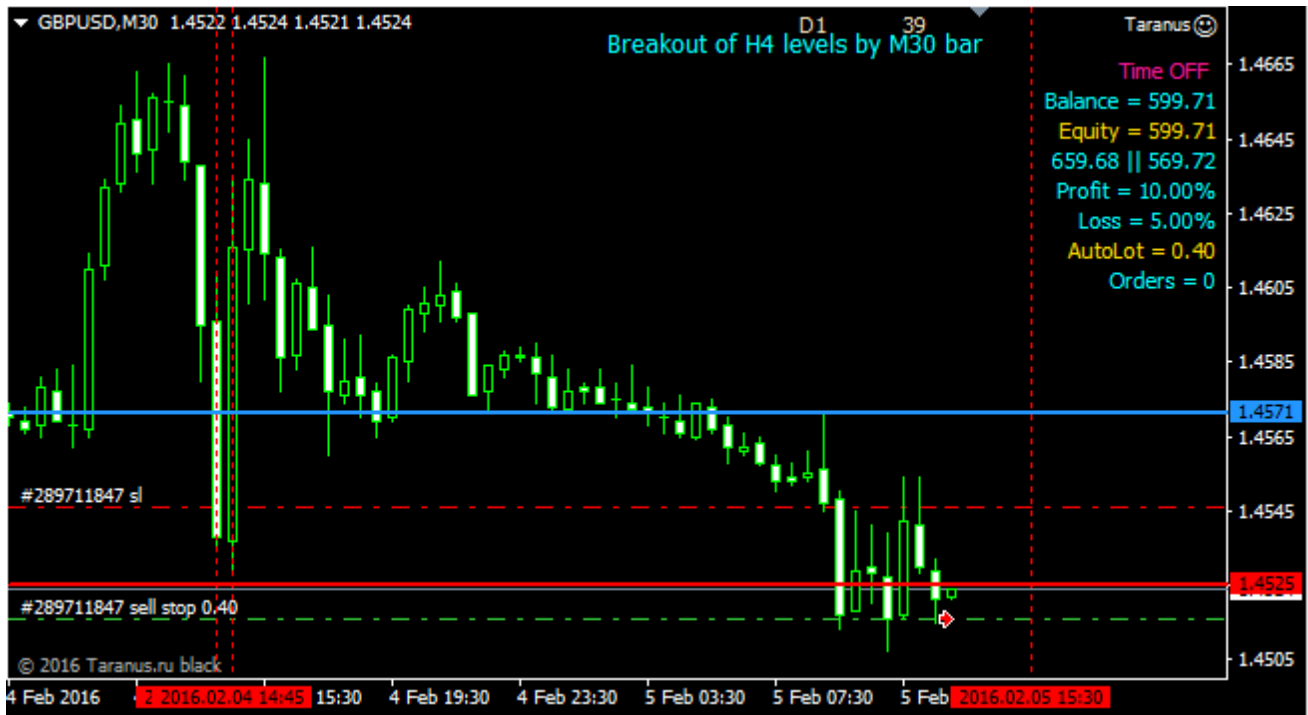 GBPUSD,M30 1.4522 1.4524 1.4521 1.4524
D1 39
Taranus
Breakout of H4 levels by M30 bar
Time OFF
Balance = 599.71
Equity = 599.71
659.68 || 569.72
Profit = 10.00%
Loss = 5.00%
AutoLot = 0.40
Orders = 0
1.4665
1.4645
1.4625
1.4605
1.4585
1.4571
1.4565
1.4545
1.4525
1.4505
#289711847 sl
#289711847 sell stop 0.40
© 2016 Taranus.ru black
4 Feb 2016 2 2016.02.04 14:45 15:30 4 Feb 19:30 4 Feb 23:30 5 Feb 03:30 5 Feb 07:30 5 Feb 2016.02.05 15:30